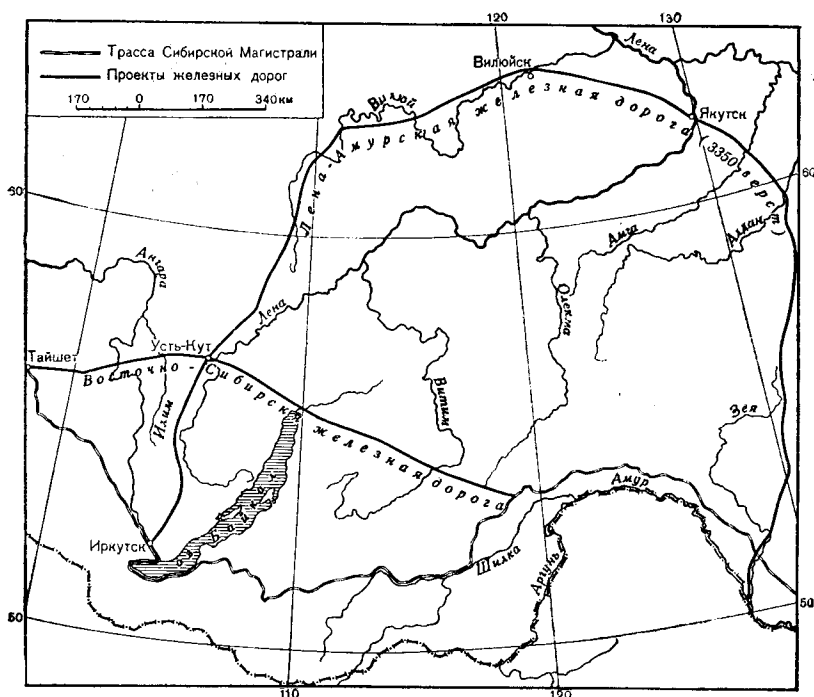 Трасса Сибирской Магистрали
Проекты железных дорог
170 0 170 340 км
120
130
Лена
Вилюйск
Вилюй
Якутск
Лена-Амурская железная дорога (3350 верст)
60
60
Амга
Алдан
Ангара
Лена
Олекма
Усть-Кут
Тайшет
Восточно-Сибирская железная дорога
Илим
Витим
Зея
Амур
Иркутск
оз. Байкал
Шилка
Аргунь
50
50
110
120